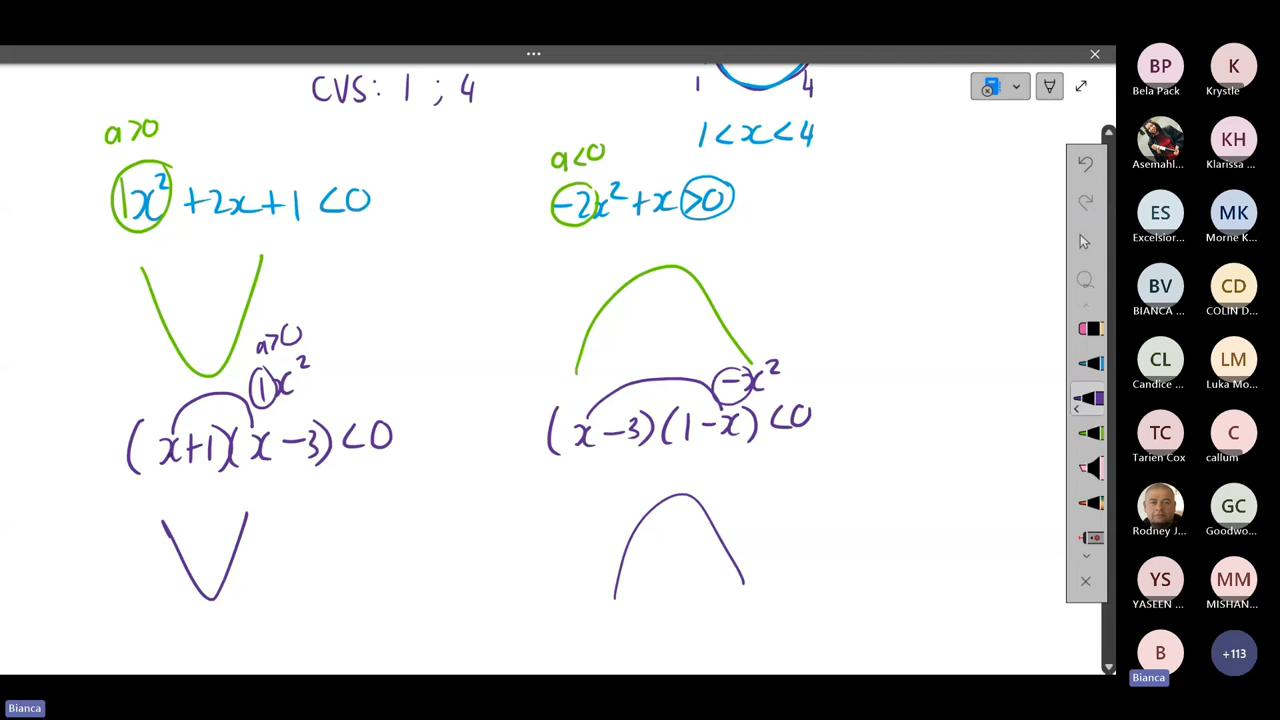 CVS: 1 ; 4
1 4
1 < x < 4
a>0
1x² + 2x + 1 < 0
a<0
-2x² + x > 0
a>0
1x²
(x+1)(x-3) < 0
-x²
(x-3)(1-x) < 0
BP
Bela Pack
K
Krystle
Asemahl...
KH
Klarissa ...
ES
Excelsior...
MK
Morne K...
BV
BIANCA ...
CD
COLIN D...
CL
Candice ...
LM
Luka Mo...
TC
Tarien Cox
C
callum
Rodney J...
GC
Goodwo...
YS
YASEEN ...
MM
MISHAN...
B
Bianca
+113
Bianca